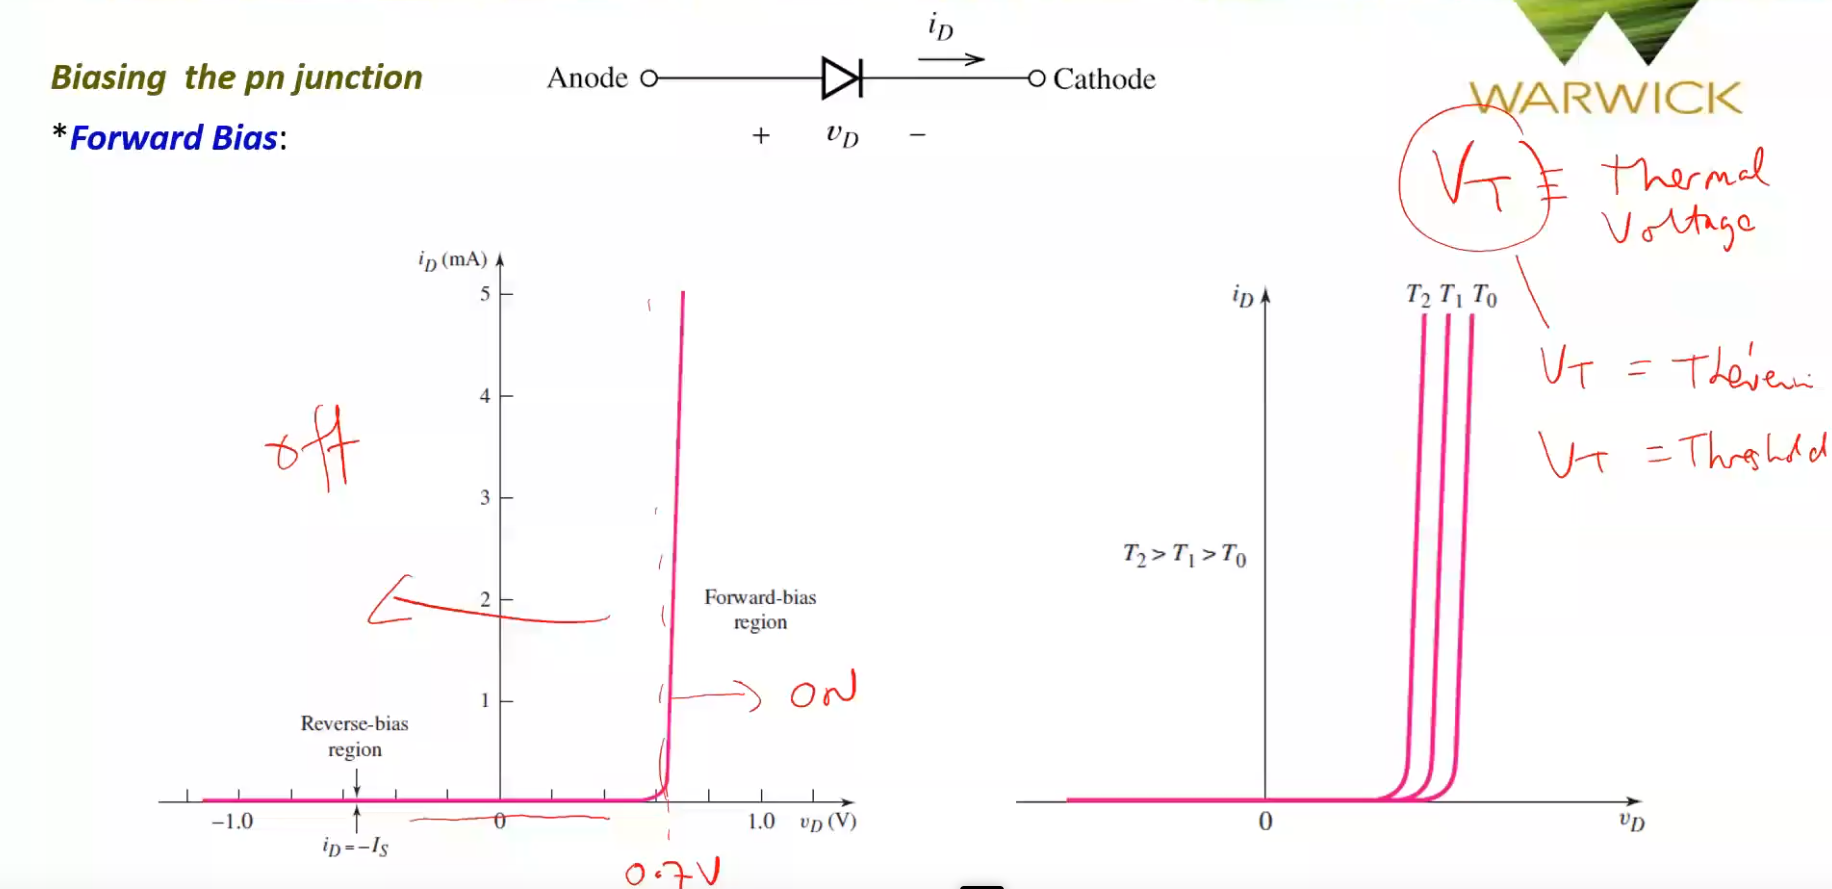 Biasing the pn junction
*Forward Bias:
Anode
Cathode
i_D
+ v_D −
WARWICK
V_T ≡ thermal
Voltage
V_T = Théveni
V_T = Threshold
off
i_D (mA)
5
4
3
2
1
Forward-bias
region
ON
Reverse-bias
region
−1.0
0
1.0
v_D (V)
i_D = −I_S
0.7V
i_D
T_2 T_1 T_0
T_2 > T_1 > T_0
0
v_D